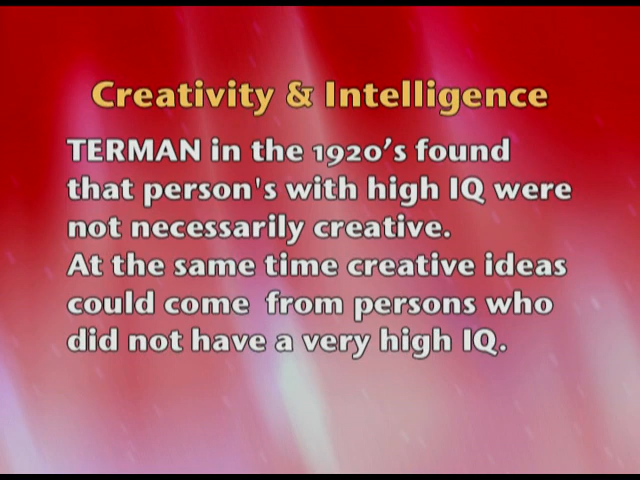 Creativity & Intelligence
TERMAN in the 1920's found
that person's with high IQ were
not necessarily creative.
At the same time creative ideas
could come from persons who
did not have a very high IQ.